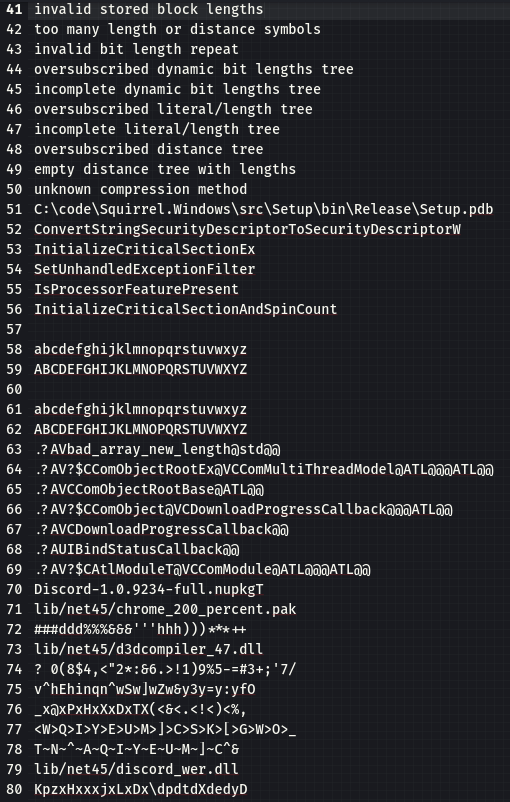 41 invalid stored block lengths
42 too many length or distance symbols
43 invalid bit length repeat
44 oversubscribed dynamic bit lengths tree
45 incomplete dynamic bit lengths tree
46 oversubscribed literal/length tree
47 incomplete literal/length tree
48 oversubscribed distance tree
49 empty distance tree with lengths
50 unknown compression method
51 C:\code\Squirrel.Windows\src\Setup\bin\Release\Setup.pdb
52 ConvertStringSecurityDescriptorToSecurityDescriptorW
53 InitializeCriticalSectionEx
54 SetUnhandledExceptionFilter
55 IsProcessorFeaturePresent
56 InitializeCriticalSectionAndSpinCount
57
58 abcdefghijklmnopqrstuvwxyz
59 ABCDEFGHIJKLMNOPQRSTUVWXYZ
60
61 abcdefghijklmnopqrstuvwxyz
62 ABCDEFGHIJKLMNOPQRSTUVWXYZ
63 .?AVbad_array_new_length@std@@
64 .?AV?$CComObjectRootEx@VCComMultiThreadModel@ATL@@@ATL@@
65 .?AVCComObjectRootBase@ATL@@
66 .?AV?$CComObject@VCDownloadProgressCallback@@@ATL@@
67 .?AVCDownloadProgressCallback@@
68 .?AUIBindStatusCallback@@
69 .?AV?$CAtlModuleT@VCComModule@ATL@@@ATL@@
70 Discord-1.0.9234-full.nupkgT
71 lib/net45/chrome_200_percent.pak
72 ###ddd%%%&&&'''hhh)))***++
73 lib/net45/d3dcompiler_47.dll
74 ? 0(8$4,<"2*:&6.>!1)9%5-=#3+;'7/
75 v^hEhinqn^wSw]wZw&y3y=y:yfO
76 _x@xPxHxXxDxTX(<&<.<!<)<%,
77 <W>Q>I>Y>E>U>M>]>C>S>K>[>G>W>O>_
78 T~N~^~A~Q~I~Y~E~U~M~]~C^&
79 lib/net45/discord_wer.dll
80 KpzxHxxxjxLxDx\dpdtdXdedyD